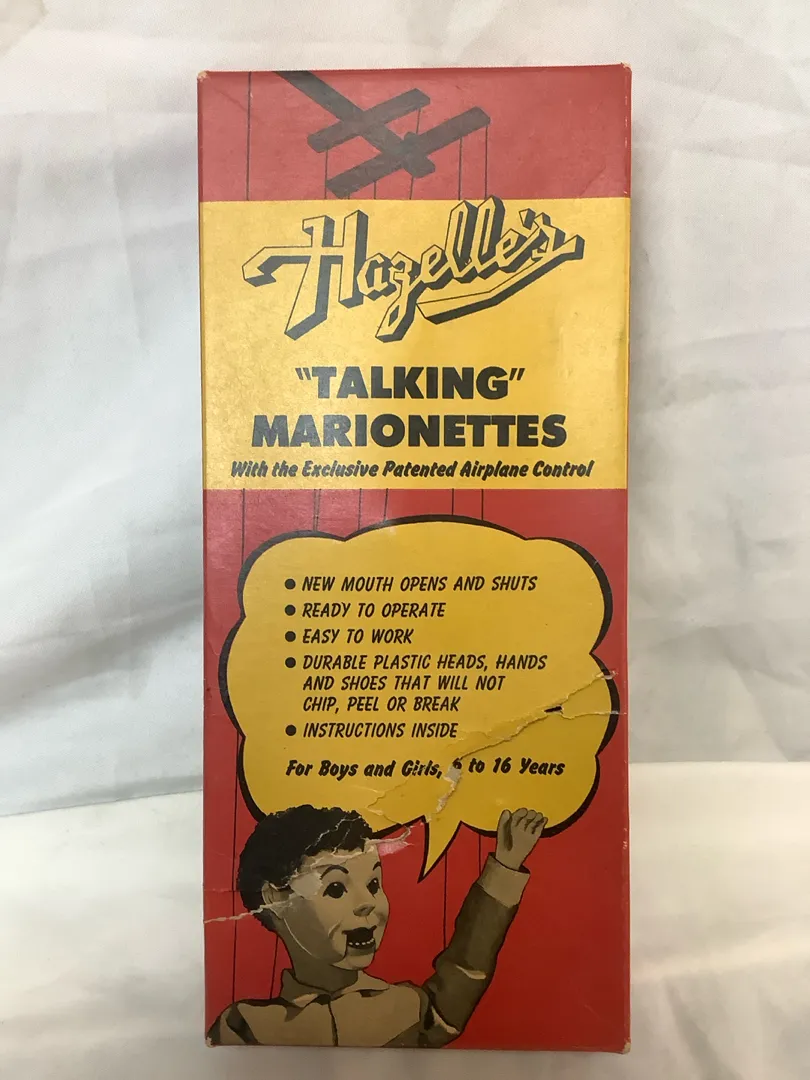 Hazelle's
"TALKING"
MARIONETTES
With the Exclusive Patented Airplane Control
• NEW MOUTH OPENS AND SHUTS
• READY TO OPERATE
• EASY TO WORK
• DURABLE PLASTIC HEADS, HANDS
AND SHOES THAT WILL NOT
CHIP, PEEL OR BREAK
• INSTRUCTIONS INSIDE
For Boys and Girls, to 16 Years